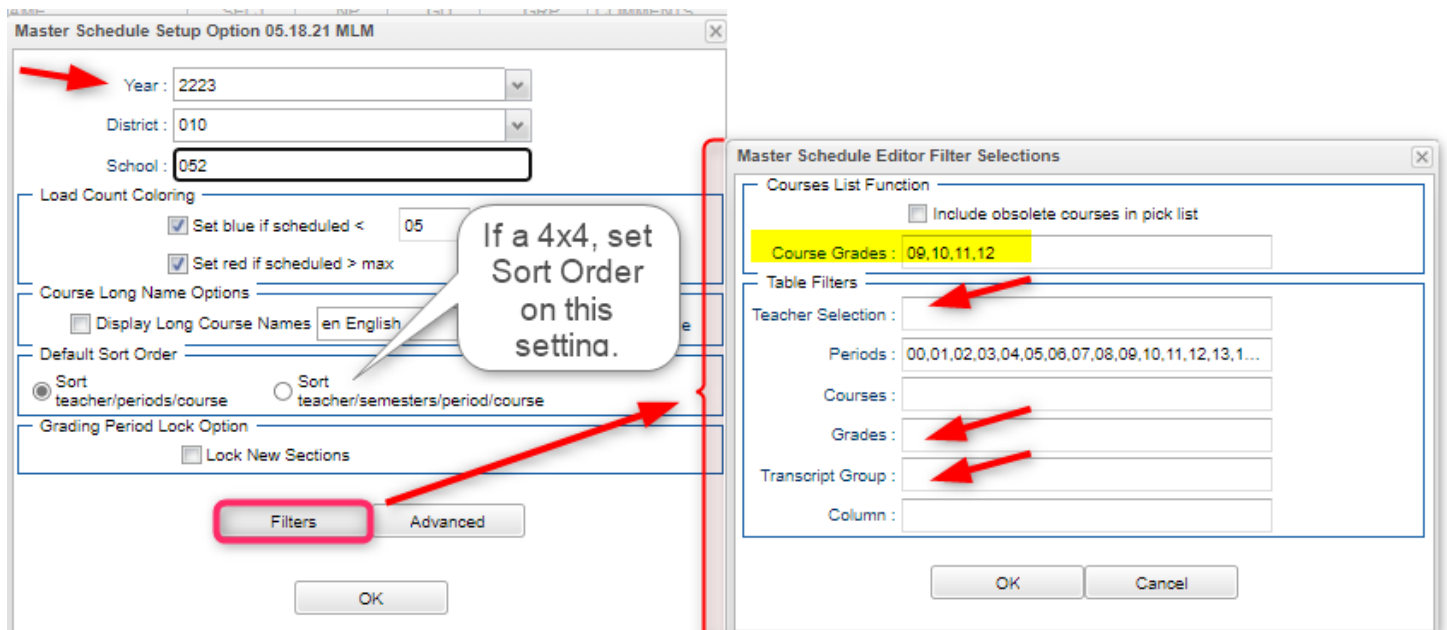 Master Schedule Setup Option 05.18.21 MLM
Year : 2223
District : 010
School : 052
Load Count Coloring
Set blue if scheduled < 05
Set red if scheduled > max
Course Long Name Options
Display Long Course Names en English e
Default Sort Order
Sort
teacher/periods/course
Sort
teacher/semesters/period/course
Grading Period Lock Option
Lock New Sections
Filters Advanced
OK
If a 4x4, set
Sort Order
on this
setting.
Master Schedule Editor Filter Selections
Courses List Function
Include obsolete courses in pick list
Course Grades : 09,10,11,12
Table Filters
Teacher Selection :
Periods : 00,01,02,03,04,05,06,07,08,09,10,11,12,13,1...
Courses :
Grades :
Transcript Group :
Column :
OK Cancel